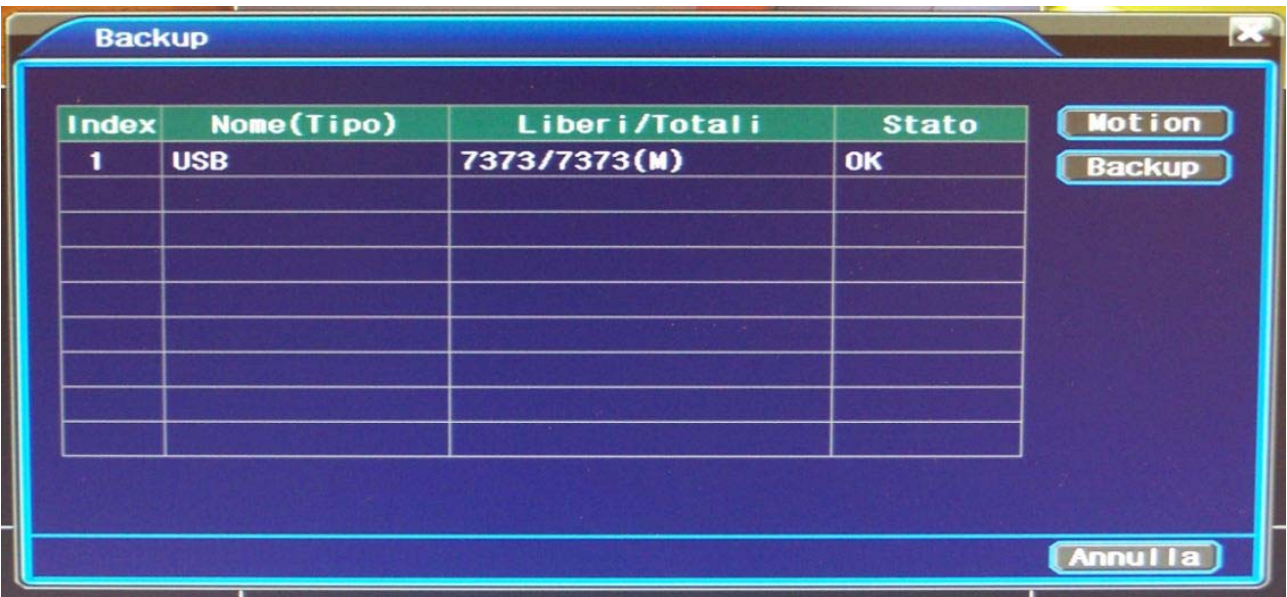 Backup
Index Nome(Tipo) Liberi/Totali Stato Motion
1 USB 7373/7373(M) OK Backup
Annulla